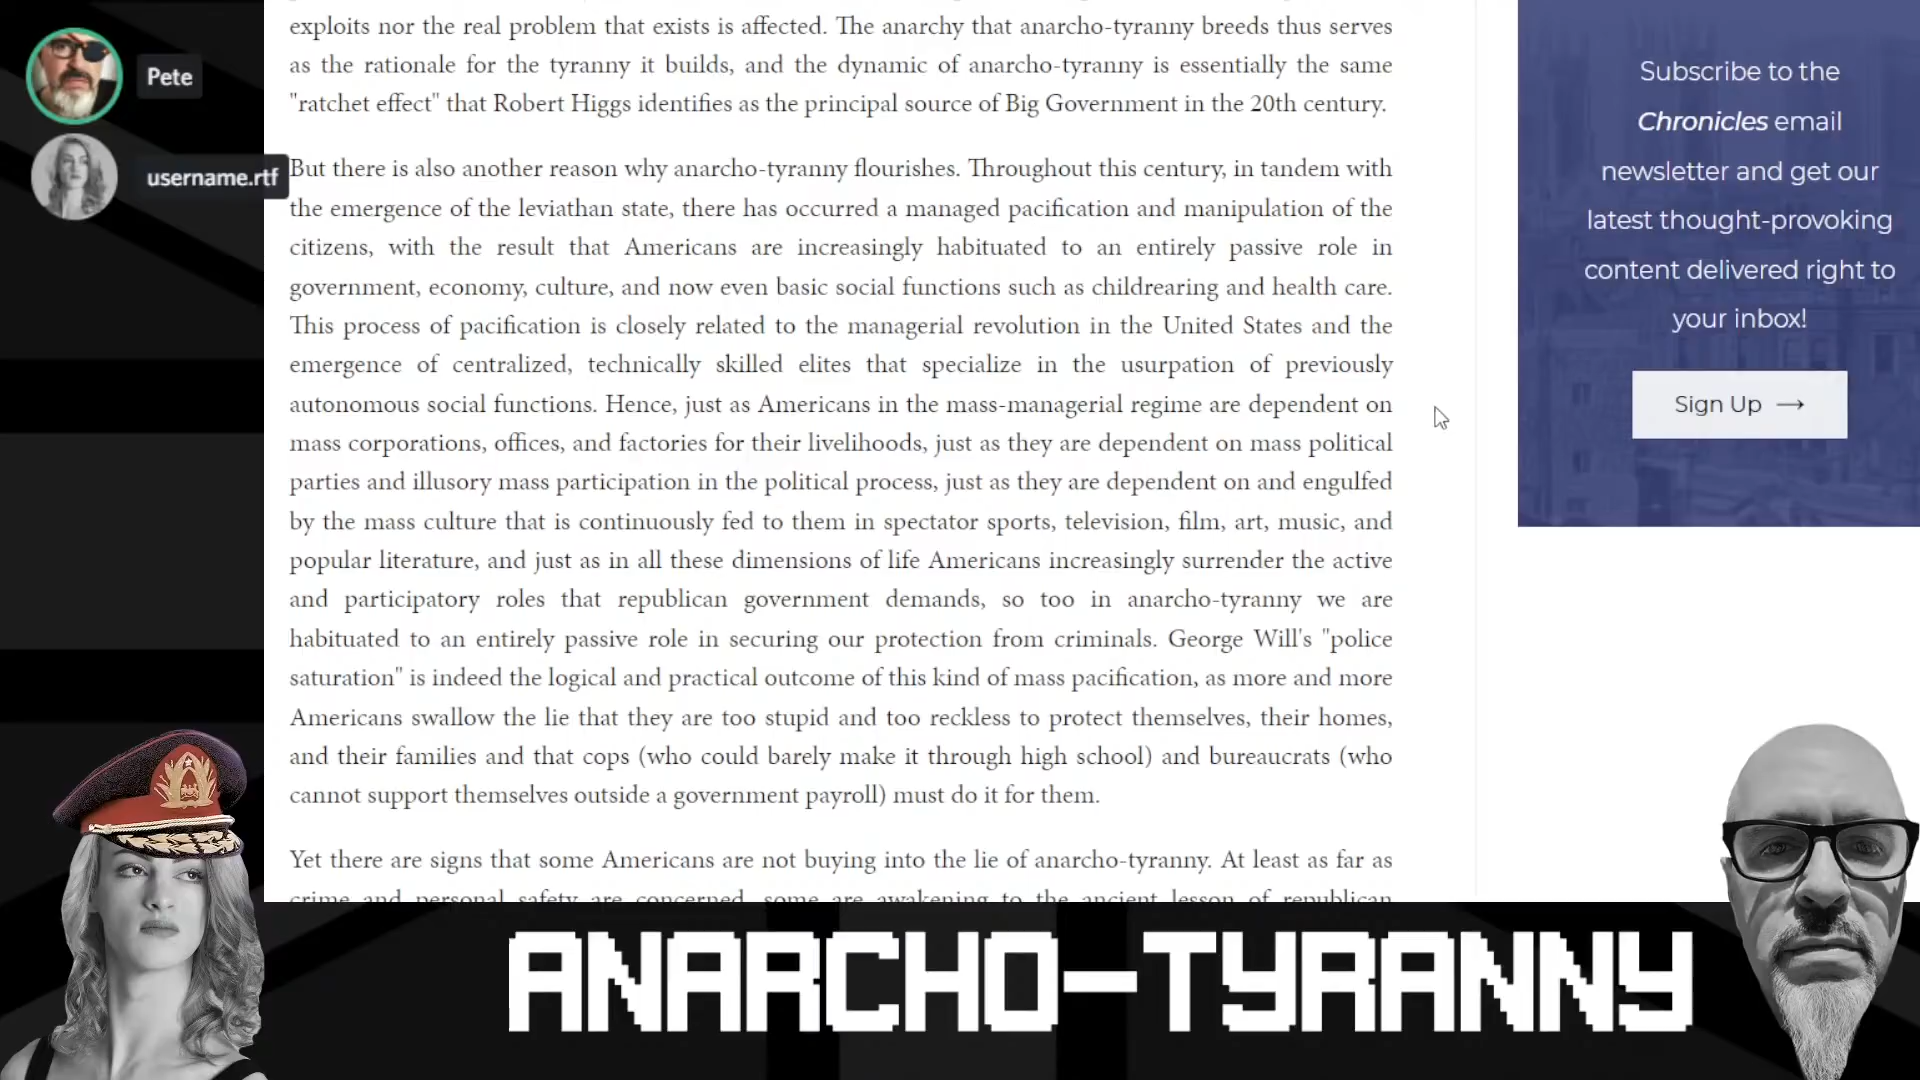 Pete
username.rtf
exploits nor the real problem that exists is affected. The anarchy that anarcho-tyranny breeds thus serves
as the rationale for the tyranny it builds, and the dynamic of anarcho-tyranny is essentially the same
"ratchet effect" that Robert Higgs identifies as the principal source of Big Government in the 20th century.
But there is also another reason why anarcho-tyranny flourishes. Throughout this century, in tandem with
the emergence of the leviathan state, there has occurred a managed pacification and manipulation of the
citizens, with the result that Americans are increasingly habituated to an entirely passive role in
government, economy, culture, and now even basic social functions such as childrearing and health care.
This process of pacification is closely related to the managerial revolution in the United States and the
emergence of centralized, technically skilled elites that specialize in the usurpation of previously
autonomous social functions. Hence, just as Americans in the mass-managerial regime are dependent on
mass corporations, offices, and factories for their livelihoods, just as they are dependent on mass political
parties and illusory mass participation in the political process, just as they are dependent on and engulfed
by the mass culture that is continuously fed to them in spectator sports, television, film, art, music, and
popular literature, and just as in all these dimensions of life Americans increasingly surrender the active
and participatory roles that republican government demands, so too in anarcho-tyranny we are
habituated to an entirely passive role in securing our protection from criminals. George Will's "police
saturation" is indeed the logical and practical outcome of this kind of mass pacification, as more and more
Americans swallow the lie that they are too stupid and too reckless to protect themselves, their homes,
and their families and that cops (who could barely make it through high school) and bureaucrats (who
cannot support themselves outside a government payroll) must do it for them.
Yet there are signs that some Americans are not buying into the lie of anarcho-tyranny. At least as far as
crime and personal safety are concerned, some are awakening to the ancient lesson of republican
Subscribe to the
Chronicles email
newsletter and get our
latest thought-provoking
content delivered right to
your inbox!
Sign Up →
ANARCHO-TYRANNY